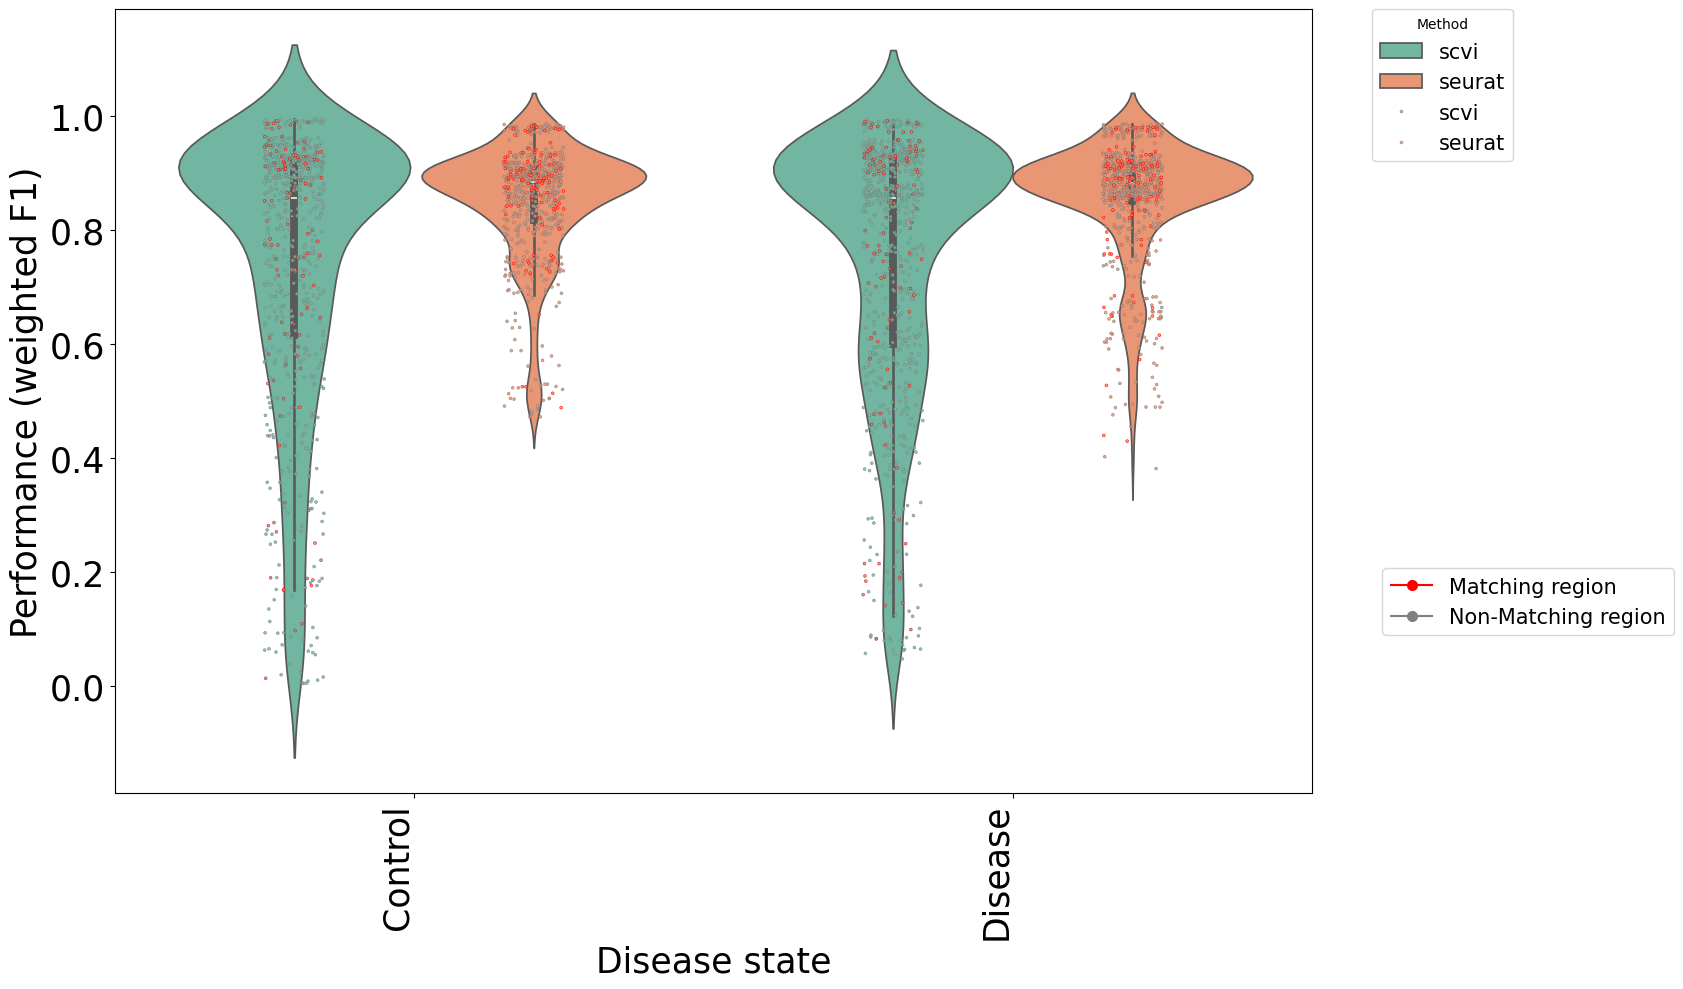 Performance (weighted F1)
1.0
0.8
0.6
0.4
0.2
0.0
Control
Disease
Disease state
Method
scvi
seurat
scvi
seurat
Matching region
Non-Matching region